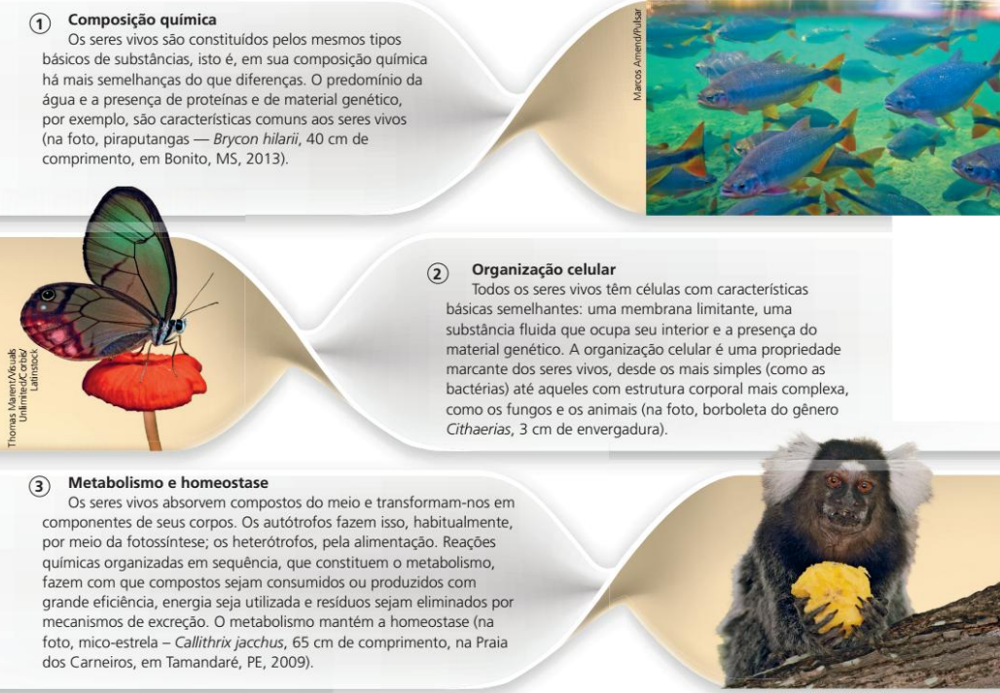 1 Composição química
Os seres vivos são constituídos pelos mesmos tipos
básicos de substâncias, isto é, em sua composição química
há mais semelhanças do que diferenças. O predomínio da
água e a presença de proteínas e de material genético,
por exemplo, são características comuns aos seres vivos
(na foto, piraputangas — Brycon hilarii, 40 cm de
comprimento, em Bonito, MS, 2013).
Marcos Amend/Pulsar
Thomas Marent/Visuals
Unlimited/Corbis/
Latinstock
2 Organização celular
Todos os seres vivos têm células com características
básicas semelhantes: uma membrana limitante, uma
substância fluida que ocupa seu interior e a presença do
material genético. A organização celular é uma propriedade
marcante dos seres vivos, desde os mais simples (como as
bactérias) até aqueles com estrutura corporal mais complexa,
como os fungos e os animais (na foto, borboleta do gênero
Cithaerias, 3 cm de envergadura).
3 Metabolismo e homeostase
Os seres vivos absorvem compostos do meio e transformam-nos em
componentes de seus corpos. Os autótrofos fazem isso, habitualmente,
por meio da fotossíntese; os heterótrofos, pela alimentação. Reações
químicas organizadas em sequência, que constituem o metabolismo,
fazem com que compostos sejam consumidos ou produzidos com
grande eficiência, energia seja utilizada e resíduos sejam eliminados por
mecanismos de excreção. O metabolismo mantém a homeostase (na
foto, mico-estrela – Callithrix jacchus, 65 cm de comprimento, na Praia
dos Carneiros, em Tamandaré, PE, 2009).